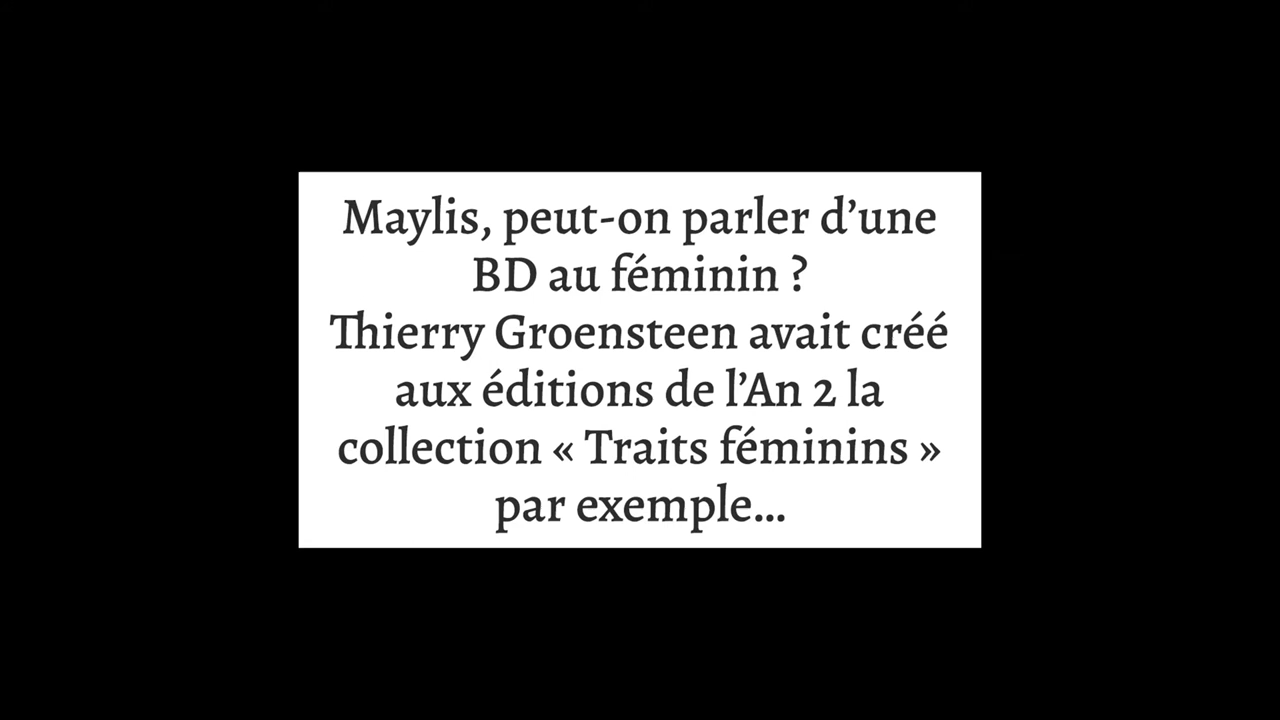 Maylis, peut-on parler d’une
BD au féminin ?
Thierry Groensteen avait créé
aux éditions de l’An 2 la
collection « Traits féminins »
par exemple...